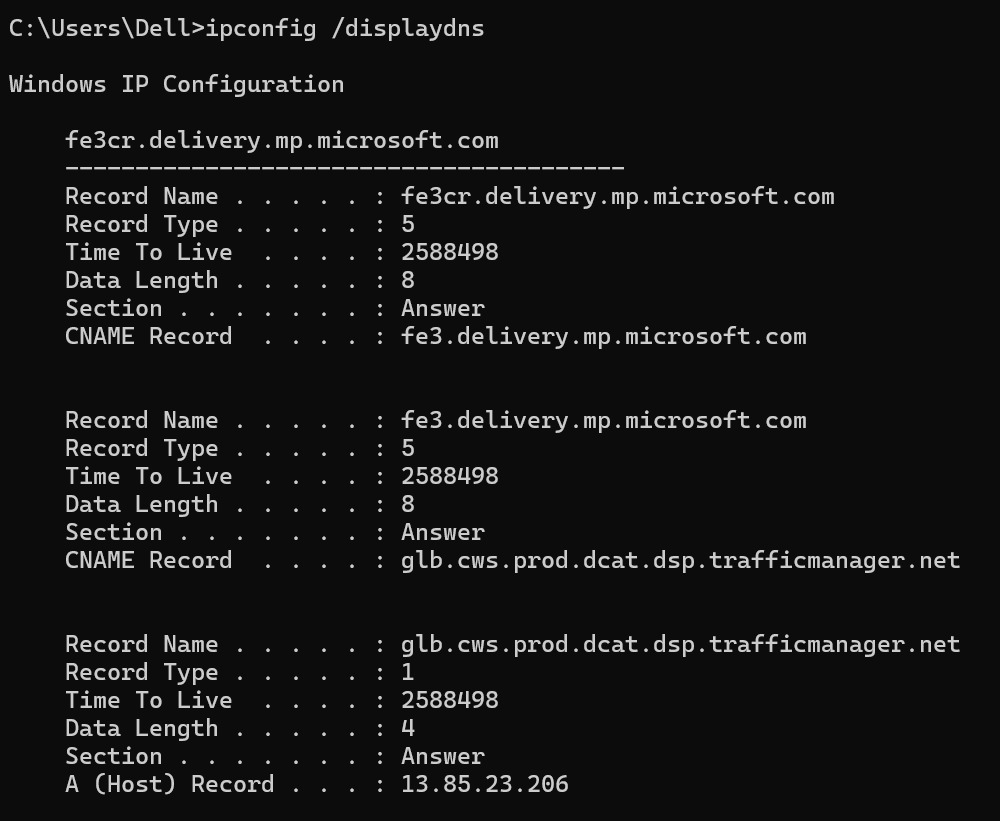 C:\Users\Dell>ipconfig /displaydns
Windows IP Configuration
fe3cr.delivery.mp.microsoft.com
----------------------------------------
Record Name . . . . . : fe3cr.delivery.mp.microsoft.com
Record Type . . . . . : 5
Time To Live  . . . . : 2588498
Data Length . . . . . : 8
Section . . . . . . . : Answer
CNAME Record  . . . . : fe3.delivery.mp.microsoft.com
Record Name . . . . . : fe3.delivery.mp.microsoft.com
Record Type . . . . . : 5
Time To Live  . . . . : 2588498
Data Length . . . . . : 8
Section . . . . . . . : Answer
CNAME Record  . . . . : glb.cws.prod.dcat.dsp.trafficmanager.net
Record Name . . . . . : glb.cws.prod.dcat.dsp.trafficmanager.net
Record Type . . . . . : 1
Time To Live  . . . . : 2588498
Data Length . . . . . : 4
Section . . . . . . . : Answer
A (Host) Record . . . : 13.85.23.206